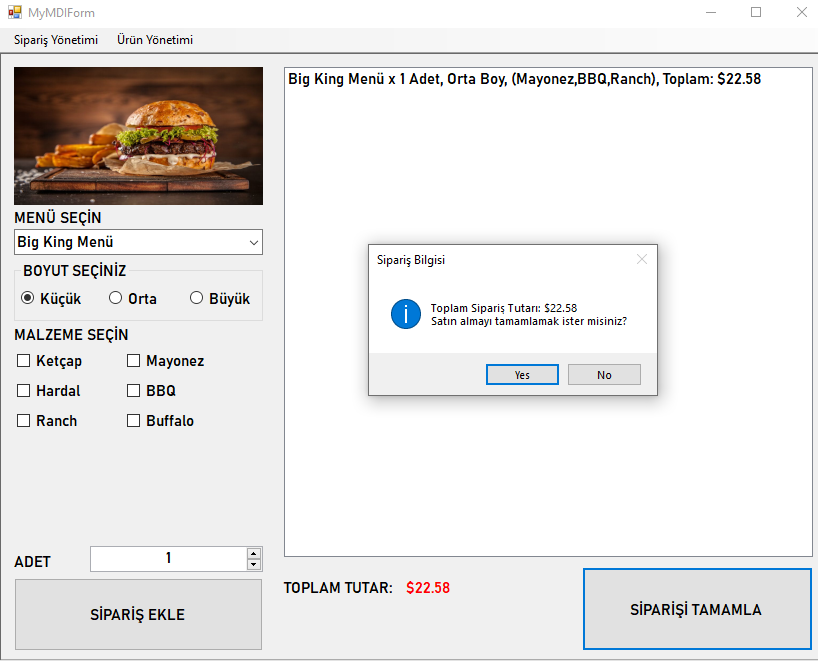 MyMDIForm
Sipariş Yönetimi Ürün Yönetimi
MENÜ SEÇİN
Big King Menü
BOYUT SEÇİNİZ
Küçük Orta Büyük
MALZEME SEÇİN
Ketçap Mayonez
Hardal BBQ
Ranch Buffalo
ADET 1
SİPARİŞ EKLE
Big King Menü x 1 Adet, Orta Boy, (Mayonez,BBQ,Ranch), Toplam: $22.58
Sipariş Bilgisi
Toplam Sipariş Tutarı: $22.58
Satın almayı tamamlamak ister misiniz?
Yes No
TOPLAM TUTAR: $22.58
SİPARİŞİ TAMAMLA